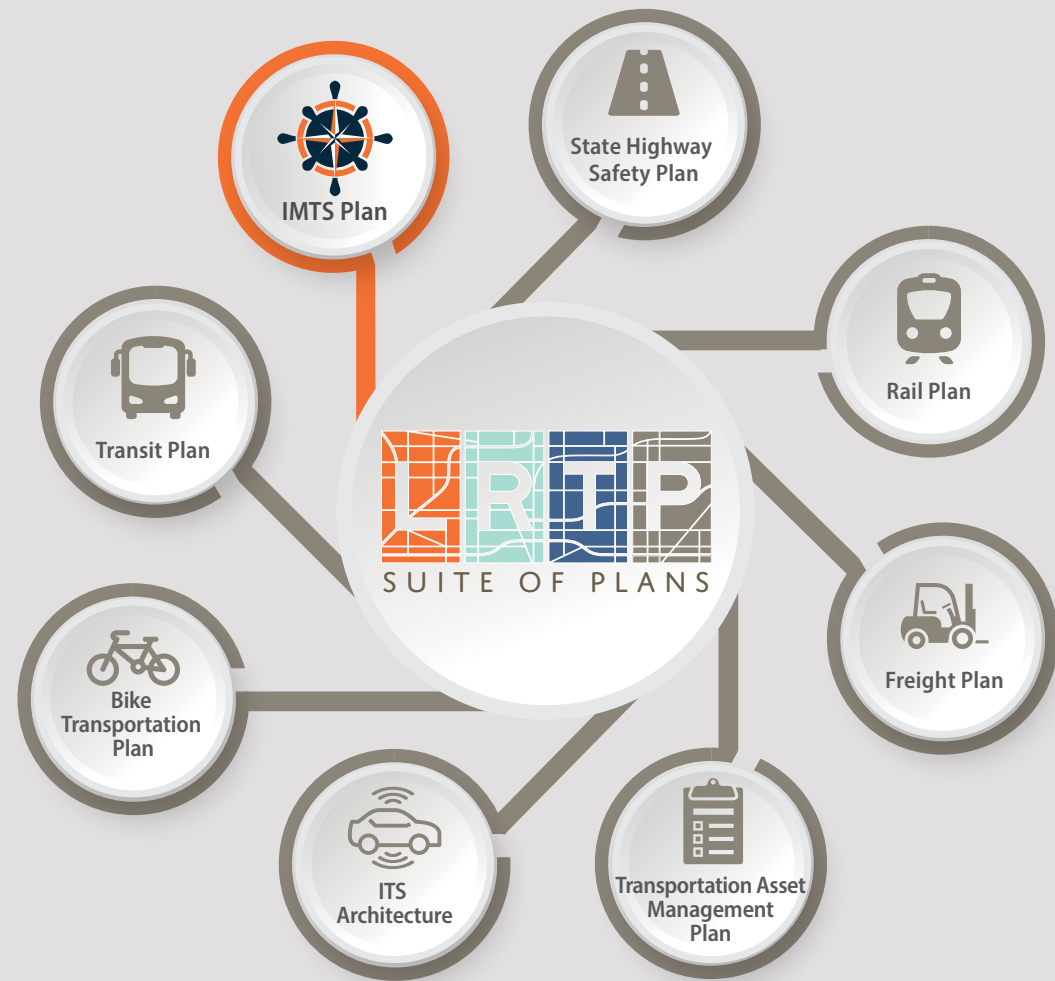 IMTS Plan
State Highway
Safety Plan
Rail Plan
Transit Plan
LRTP
SUITE OF PLANS
Freight Plan
Bike
Transportation
Plan
ITS
Architecture
Transportation Asset
Management
Plan